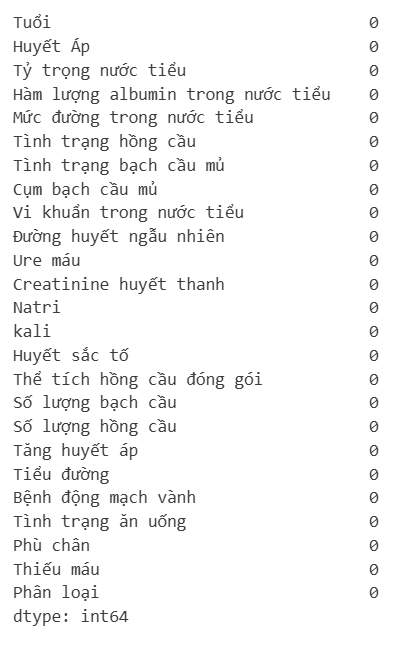 Tuổi 0
Huyết Áp 0
Tỷ trọng nước tiểu 0
Hàm lượng albumin trong nước tiểu 0
Mức đường trong nước tiểu 0
Tình trạng hồng cầu 0
Tình trạng bạch cầu mủ 0
Cụm bạch cầu mủ 0
Vi khuẩn trong nước tiểu 0
Đường huyết ngẫu nhiên 0
Ure máu 0
Creatinine huyết thanh 0
Natri 0
kali 0
Huyết sắc tố 0
Thể tích hồng cầu đóng gói 0
Số lượng bạch cầu 0
Số lượng hồng cầu 0
Tăng huyết áp 0
Tiểu đường 0
Bệnh động mạch vành 0
Tình trạng ăn uống 0
Phù chân 0
Thiếu máu 0
Phân loại 0
dtype: int64